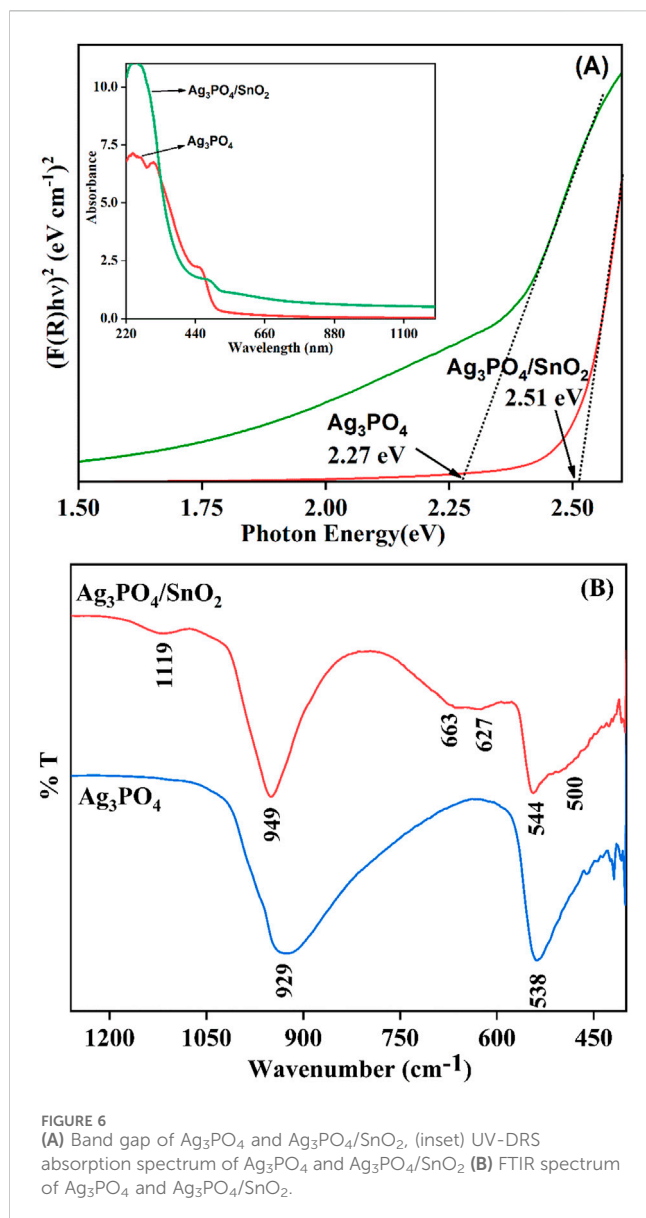 (A)
10.0
7.5
5.0
2.5
0.0
Absorbance
Ag₃PO₄/SnO₂
Ag₃PO₄
220 440 660 880 1100
Wavelength (nm)
(F(R)hν)² (eV cm⁻¹)²
Ag₃PO₄/SnO₂
2.51 eV
Ag₃PO₄
2.27 eV
1.50 1.75 2.00 2.25 2.50
Photon Energy(eV)
(B)
Ag₃PO₄/SnO₂
1119
949
663
627
544
500
% T
Ag₃PO₄
929
538
1200 1050 900 750 600 450
Wavenumber (cm⁻¹)
FIGURE 6
(A) Band gap of Ag₃PO₄ and Ag₃PO₄/SnO₂, (inset) UV-DRS
absorption spectrum of Ag₃PO₄ and Ag₃PO₄/SnO₂ (B) FTIR spectrum
of Ag₃PO₄ and Ag₃PO₄/SnO₂.